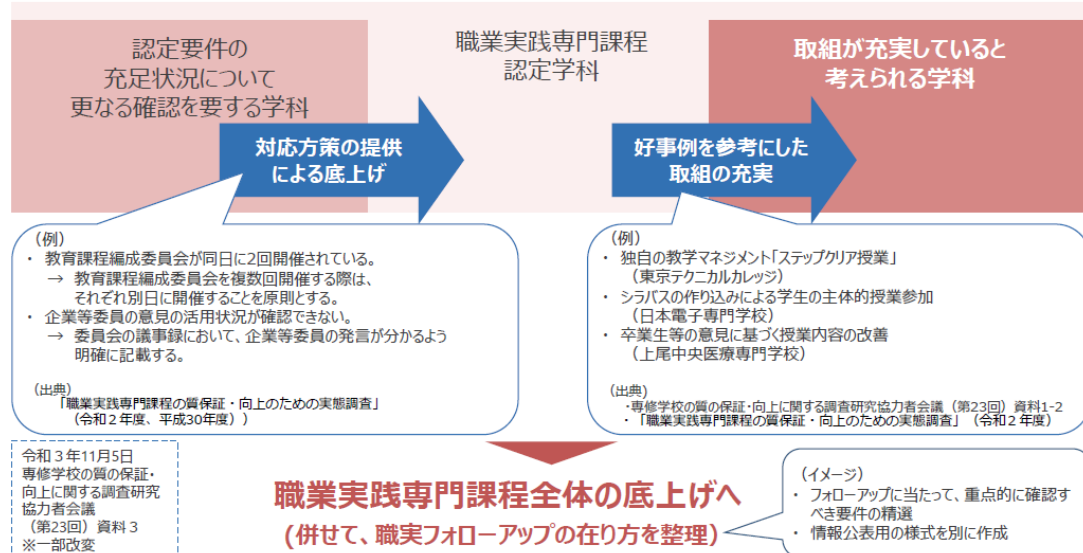 認定要件の
充足状況について
更なる確認を要する学科
職業実践専門課程
認定学科
取組が充実していると
考えられる学科
対応方策の提供
による底上げ
好事例を参考にした
取組の充実
（例）
・ 教育課程編成委員会が同日に2回開催されている。
→ 教育課程編成委員会を複数回開催する際は、
それぞれ別日に開催することを原則とする。
・ 企業等委員の意見の活用状況が確認できない。
→ 委員会の議事録において、企業等委員の発言が分かるよう
明確に記載する。
（出典）
「職業実践専門課程の質保証・向上のための実態調査」
（令和２年度、平成30年度））
（例）
・ 独自の教学マネジメント「ステップクリア授業」
（東京テクニカルカレッジ）
・ シラバスの作り込みによる学生の主体的授業参加
（日本電子専門学校）
・ 卒業生等の意見に基づく授業内容の改善
（上尾中央医療専門学校）
（出典）
・専修学校の質の保証・向上に関する調査研究協力者会議（第23回）資料1-2
・「職業実践専門課程の質保証・向上のための実態調査」（令和２年度）
令和３年11月5日
専修学校の質の保証・
向上に関する調査研究
協力者会議
（第23回）資料３
※一部改変
職業実践専門課程全体の底上げへ
(併せて、職実フォローアップの在り方を整理)
（イメージ）
・ フォローアップに当たって、重点的に確認す
べき要件の精選
・ 情報公表用の様式を別に作成